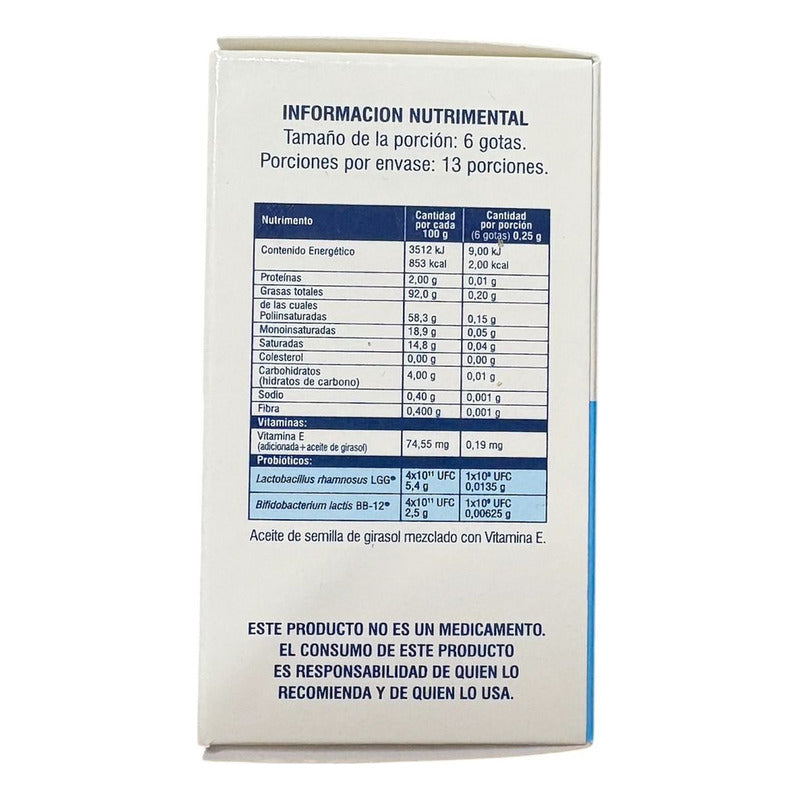 INFORMACION NUTRIMENTAL
Tamaño de la porción: 6 gotas.
Porciones por envase: 13 porciones.
Nutrimento Cantidad por cada 100 g Cantidad por porción (6 gotas) 0,25 g
Contenido Energético 3512 kJ 9,00 kJ
853 kcal 2,00 kcal
Proteínas 2,00 g 0,01 g
Grasas totales 92,0 g 0,20 g
de las cuales
Poliinsaturadas 58,3 g 0,15 g
Monoinsaturadas 18,9 g 0,05 g
Saturadas 14,8 g 0,04 g
Colesterol 0,00 g 0,00 g
Carbohidratos
(hidratos de carbono) 4,00 g 0,01 g
Sodio 0,40 g 0,001 g
Fibra 0,400 g 0,001 g
Vitaminas:
Vitamina E
(adicionada+aceite de girasol) 74,55 mg 0,19 mg
Probióticos:
Lactobacillus rhamnosus LGG® 4x10¹¹ UFC 1x10⁹ UFC
5,4 g 0,0135 g
Bifidobacterium lactis BB-12® 4x10¹¹ UFC 1x10⁹ UFC
2,5 g 0,00625 g
Aceite de semilla de girasol mezclado con Vitamina E.
ESTE PRODUCTO NO ES UN MEDICAMENTO.
EL CONSUMO DE ESTE PRODUCTO
ES RESPONSABILIDAD DE QUIEN LO
RECOMIENDA Y DE QUIEN LO USA.